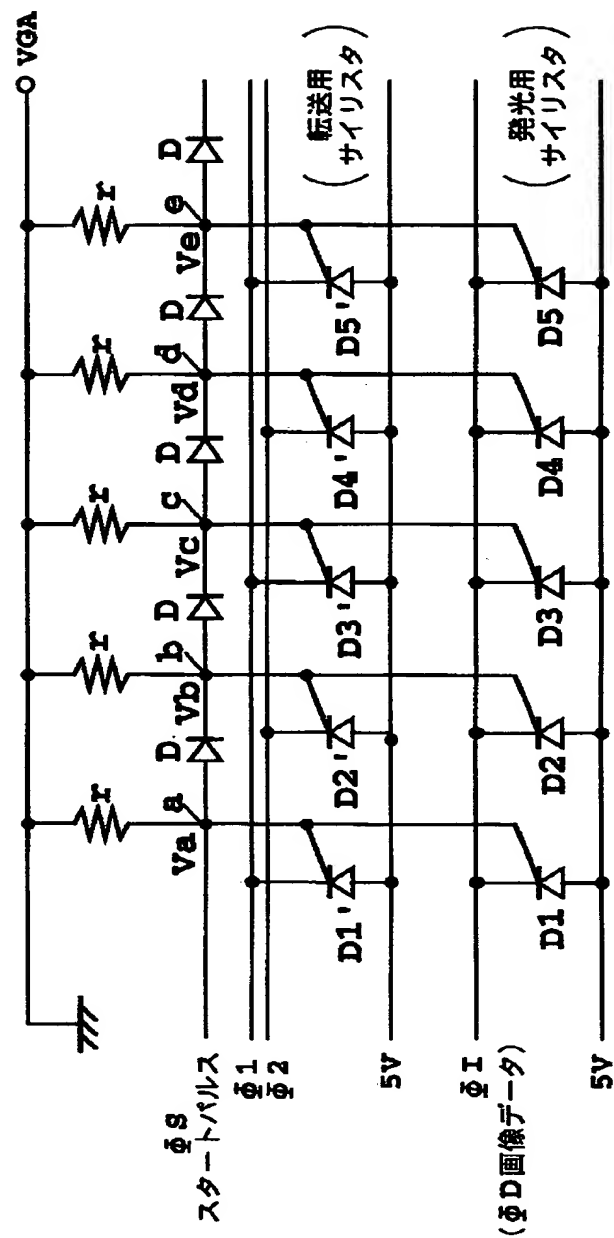 VGA
r r r r r
ΦS
スタートパルス
Va a D Vb b D Vc c D Vd d D Ve e D
Φ1
Φ2
D1' D2' D3' D4' D5'
(転送用
サイリスタ)
5V
ΦI
(ΦD画像データ)
D1 D2 D3 D4 D5
(発光用
サイリスタ)
5V